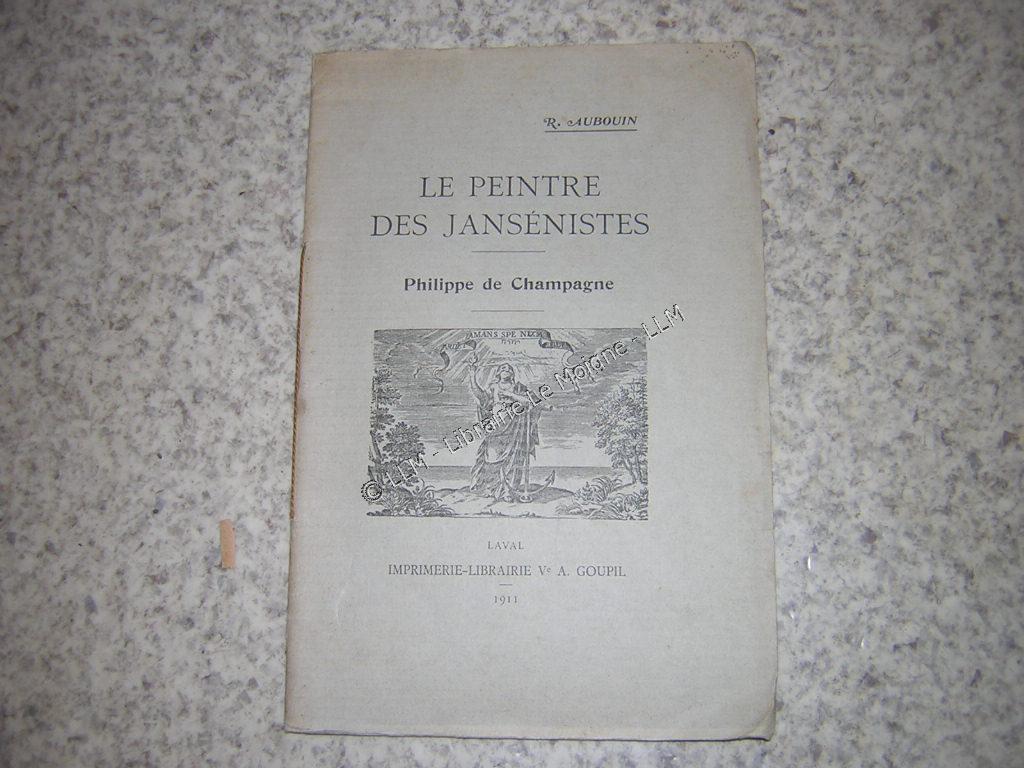 R. AUBOUIN
LE PEINTRE
DES JANSÉNISTES
Philippe de Champagne
AMANS SPE
© LLM - Librairie Le Moigne - LLM
LAVAL
IMPRIMERIE-LIBRAIRIE Ve A. GOUPIL
1911